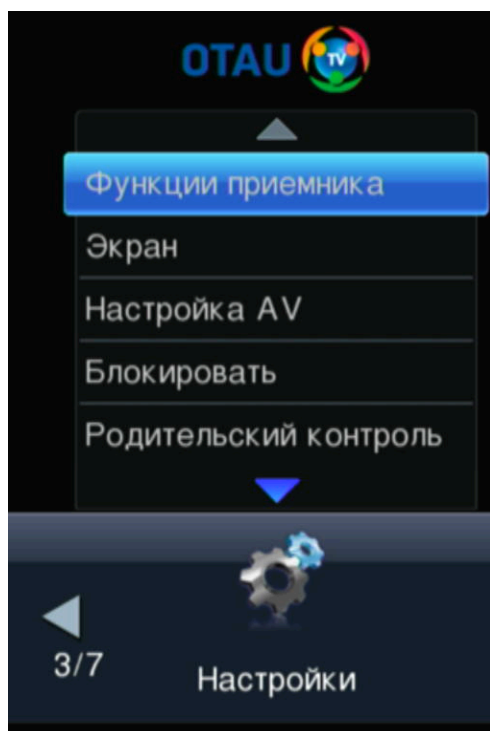 OTAU TV
Функции приемника
Экран
Настройка AV
Блокировать
Родительский контроль
3/7
Настройки